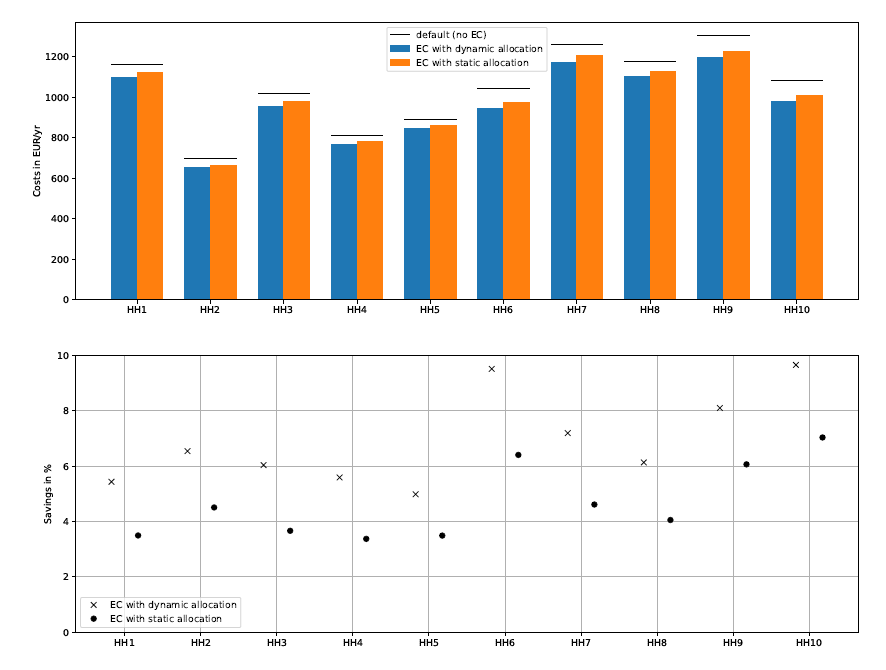 default (no EC)
EC with dynamic allocation
EC with static allocation
Costs in EUR/yr
1200
1000
800
600
400
200
0
HH1 HH2 HH3 HH4 HH5 HH6 HH7 HH8 HH9 HH10
Savings in %
10
8
6
4
2
0
EC with dynamic allocation
EC with static allocation
HH1 HH2 HH3 HH4 HH5 HH6 HH7 HH8 HH9 HH10